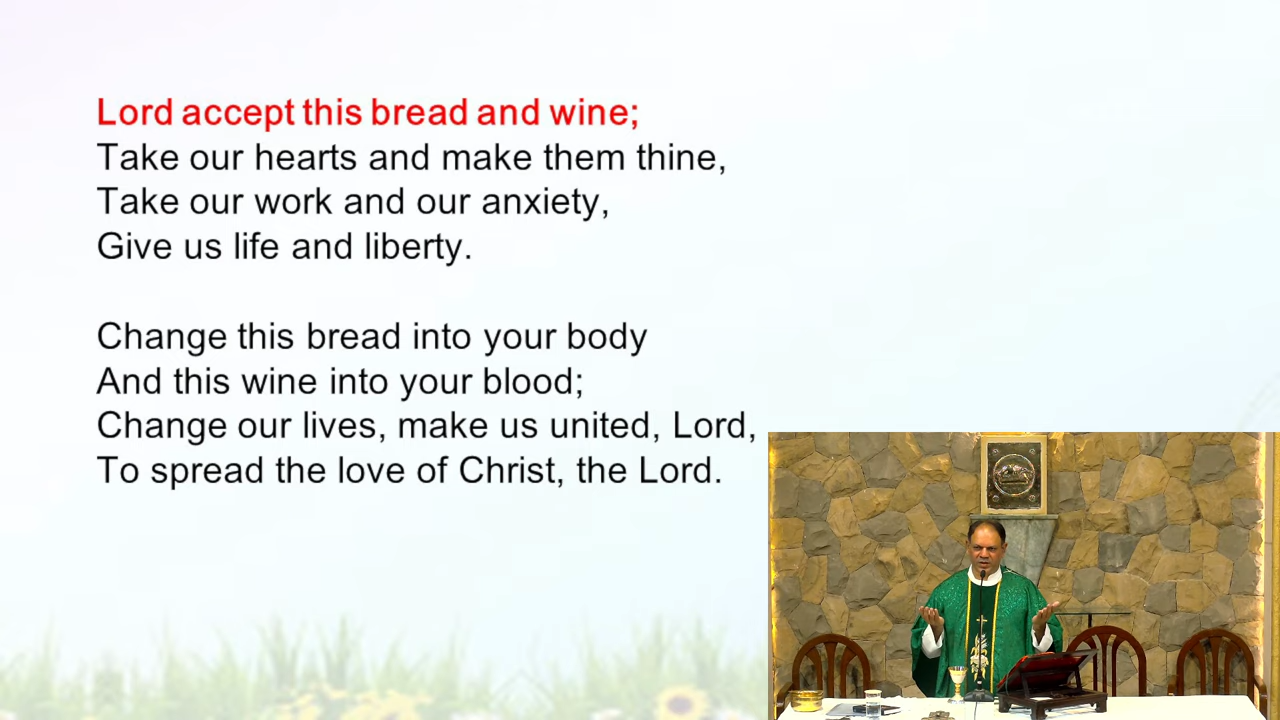 Lord accept this bread and wine;
Take our hearts and make them thine,
Take our work and our anxiety,
Give us life and liberty.
Change this bread into your body
And this wine into your blood;
Change our lives, make us united, Lord,
To spread the love of Christ, the Lord.